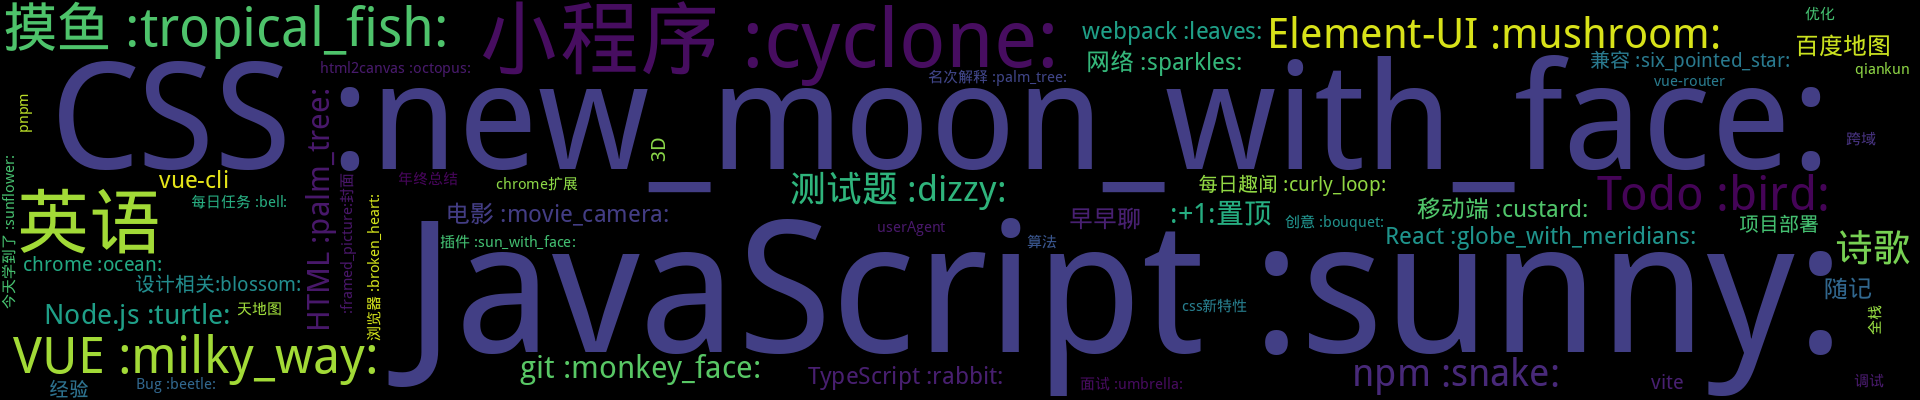 摸鱼 :tropical_fish:
小程序 :cyclone:
webpack :leaves:
Element-UI :mushroom:
优化
百度地图
网络 :sparkles:
兼容 :six_pointed_star:
qiankun
html2canvas :octopus:
名次解释 :palm_tree:
vue-router
CSS :new_moon_with_face:
pnpm
3D
跨域
HTML :palm_tree:
:framed_picture:封面
今天学到了 :sunflower:
vue-cli
年终总结
chrome扩展
测试题 :dizzy:
每日趣闻 :curly_loop:
Todo :bird:
英语
每日任务 :bell:
浏览器 :broken_heart:
电影 :movie_camera:
早早聊
:+1:置顶
创意 :bouquet:
移动端 :custard:
项目部署
userAgent
插件 :sun_with_face:
算法
React :globe_with_meridians:
诗歌
chrome :ocean:
设计相关:blossom:
JavaScript :sunny:
随记
Node.js :turtle:
天地图
css新特性
全栈
VUE :milky_way:
git :monkey_face:
TypeScript :rabbit:
面试 :umbrella:
npm :snake:
vite
调试
经验
Bug :beetle: